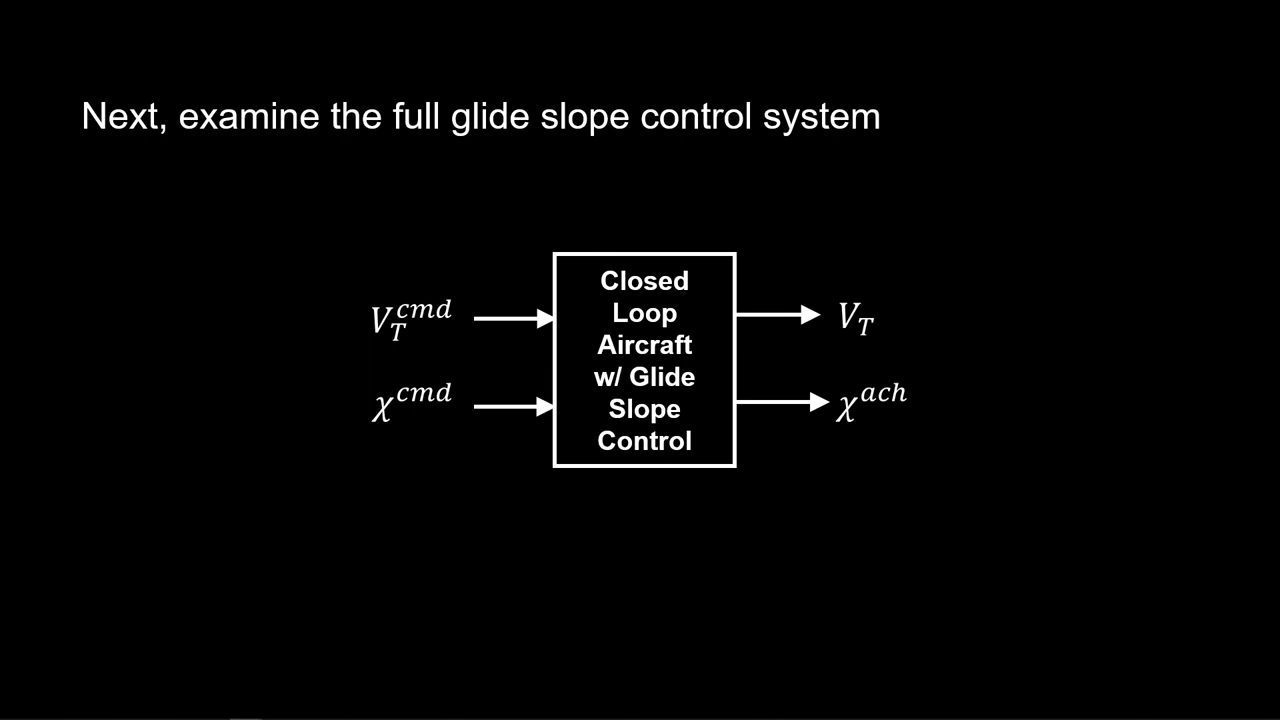 Next, examine the full glide slope control system
Closed
Loop
Aircraft
w/ Glide
Slope
Control
V_T^{cmd}
χ^{cmd}
V_T
χ^{ach}